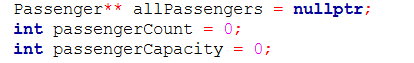 Passenger** allPassengers = nullptr;
int passengerCount = 0;
int passengerCapacity = 0;